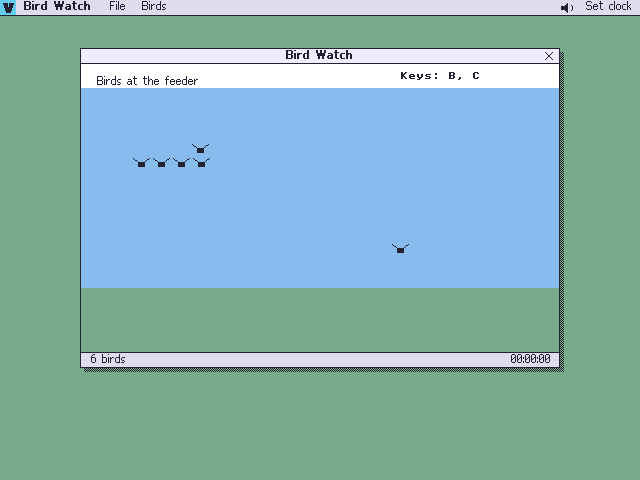 Bird Watch File Birds Set clock
Bird Watch
Keys: B, C
Birds at the feeder
6 birds 00:00:00